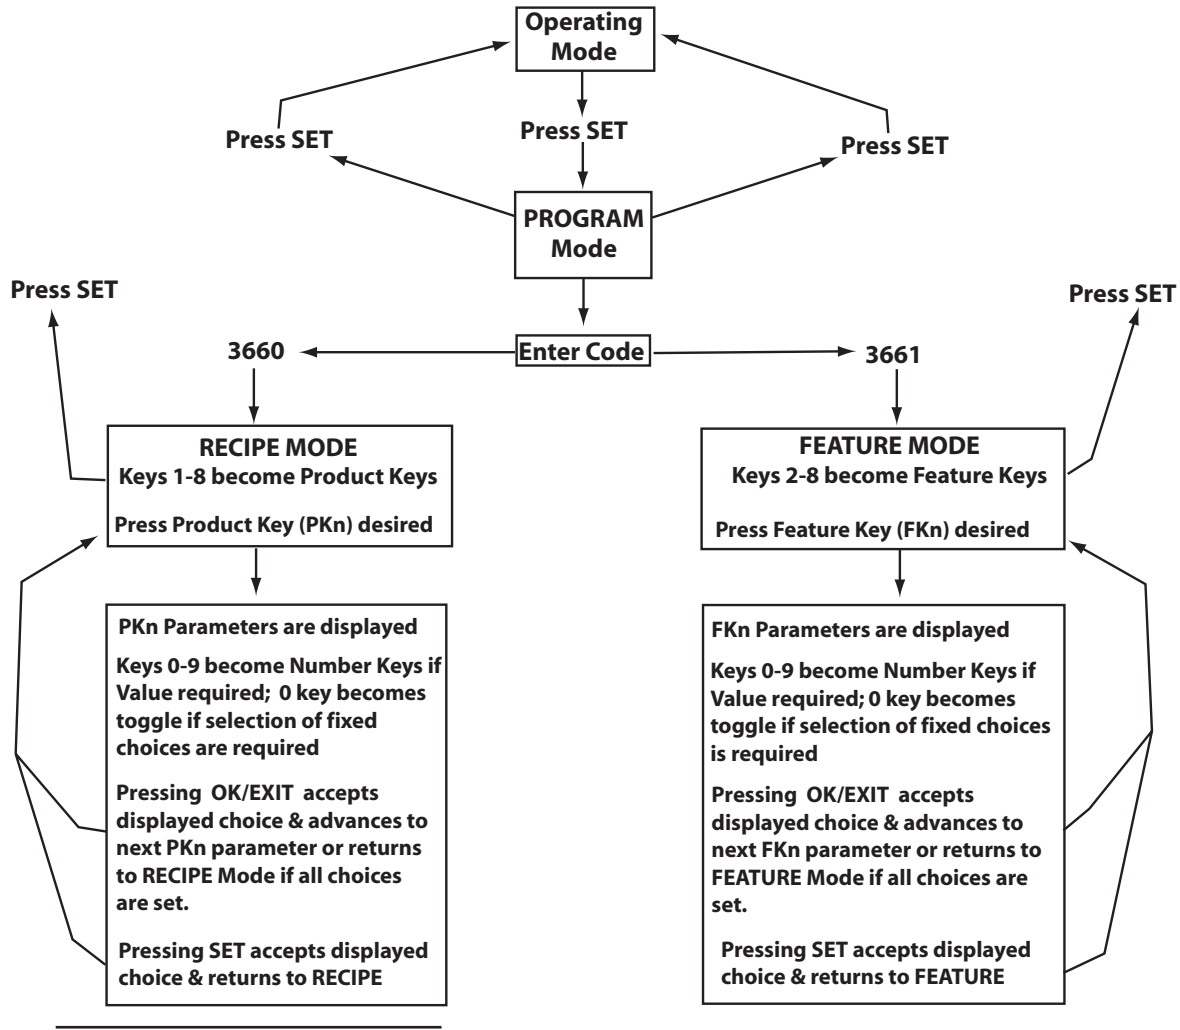 Operating
Mode
Press SET
Press SET
Press SET
PROGRAM
Mode
Press SET
Press SET
3660
Enter Code
3661
RECIPE MODE
Keys 1-8 become Product Keys
Press Product Key (PKn) desired
FEATURE MODE
Keys 2-8 become Feature Keys
Press Feature Key (FKn) desired
PKn Parameters are displayed
Keys 0-9 become Number Keys if
Value required; 0 key becomes
toggle if selection of fixed
choices are required
Pressing OK/EXIT accepts
displayed choice & advances to
next PKn parameter or returns
to RECIPE Mode if all choices
are set.
Pressing SET accepts displayed
choice & returns to RECIPE
FKn Parameters are displayed
Keys 0-9 become Number Keys if
Value required; 0 key becomes
toggle if selection of fixed choices
is required
Pressing OK/EXIT accepts
displayed choice & advances to
next FKn parameter or returns to
FEATURE Mode if all choices are
set.
Pressing SET accepts displayed
choice & returns to FEATURE